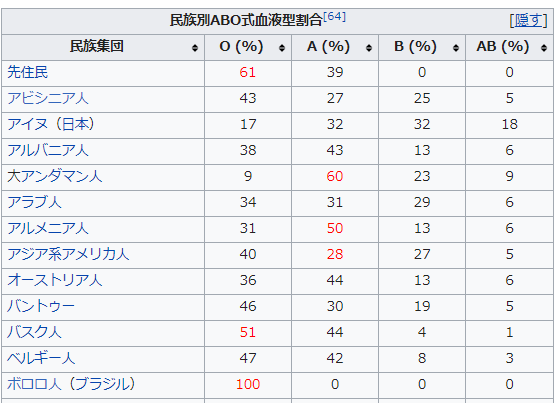 民族別ABO式血液型割合[64] [隠す]
民族集団 O (%) A (%) B (%) AB (%)
先住民 61 39 0 0
アビシニア人 43 27 25 5
アイヌ（日本） 17 32 32 18
アルバニア人 38 43 13 6
大アンダマン人 9 60 23 9
アラブ人 34 31 29 6
アルメニア人 31 50 13 6
アジア系アメリカ人 40 28 27 5
オーストリア人 36 44 13 6
バントゥー 46 30 19 5
バスク人 51 44 4 1
ベルギー人 47 42 8 3
ボロロ人（ブラジル） 100 0 0 0